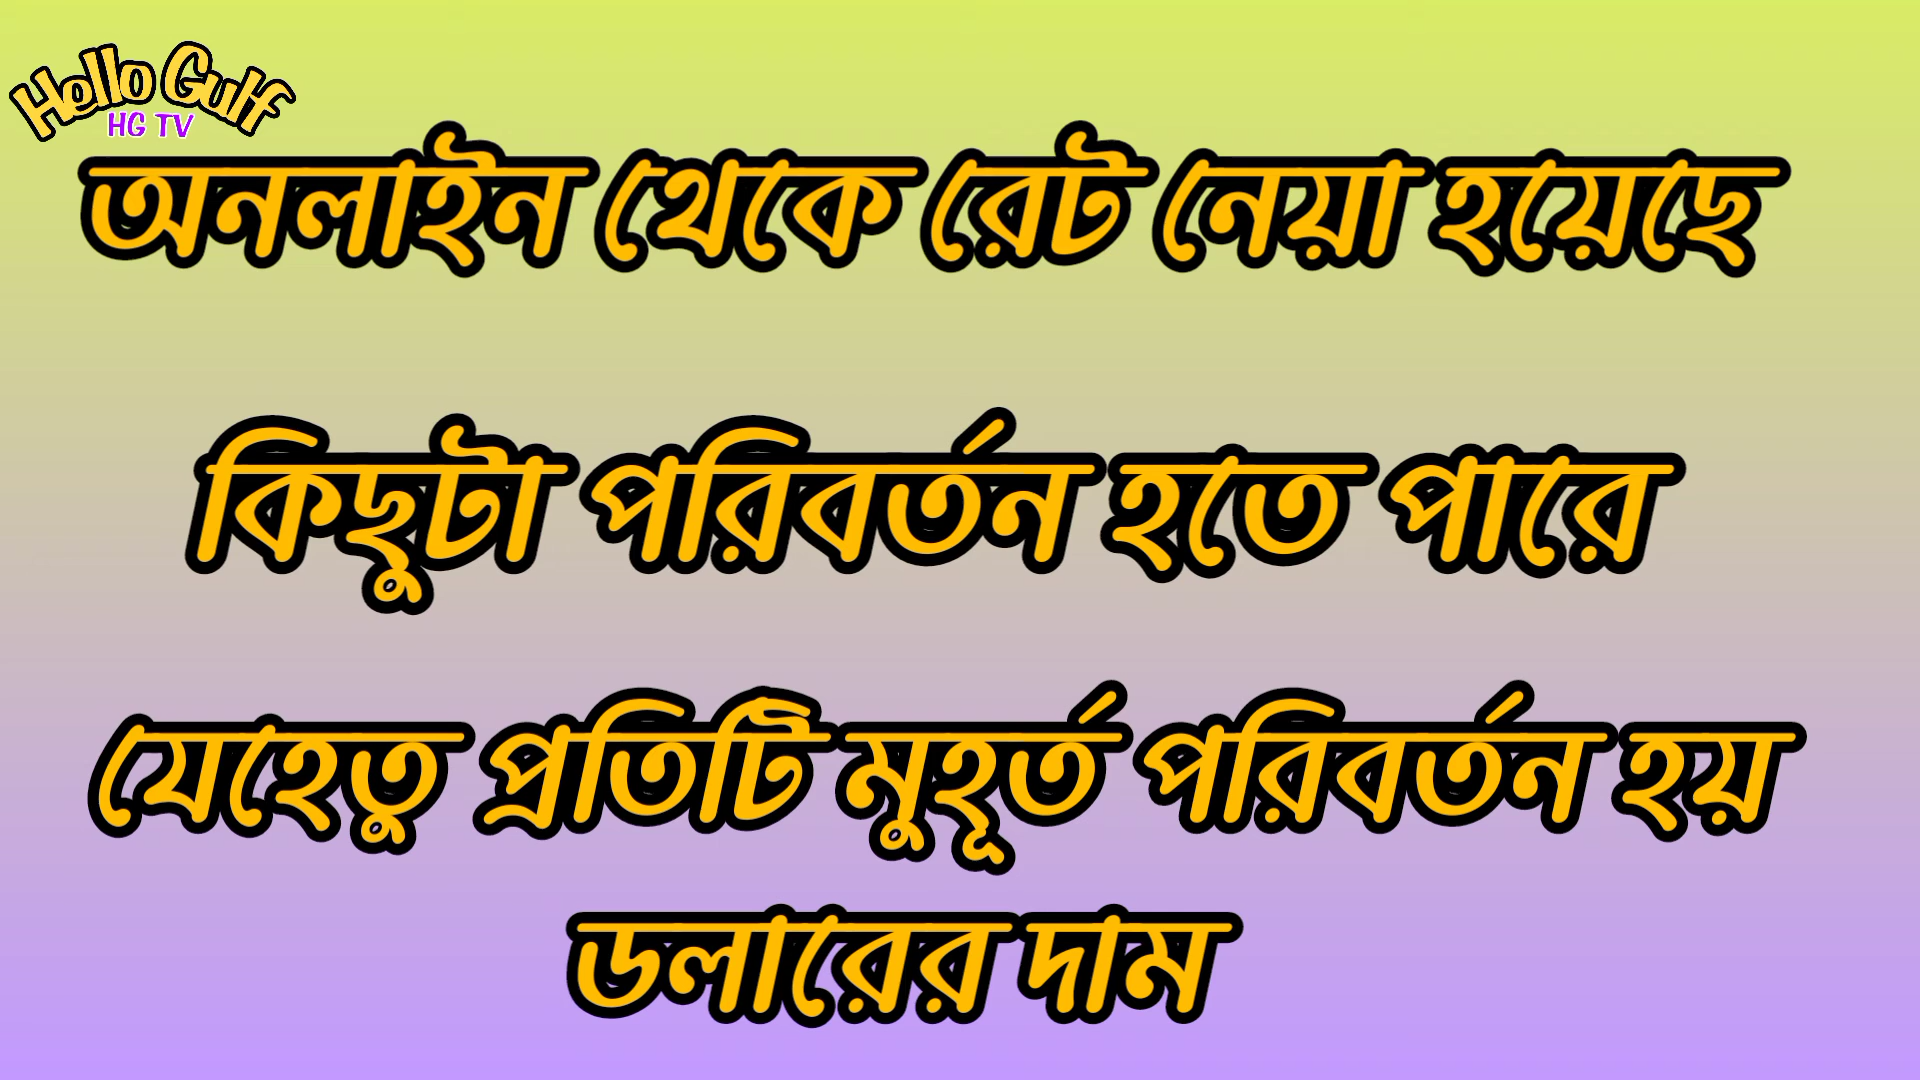 Hello Gulf
HG TV
অনলাইন থেকে রেট নেয়া হয়েছে
কিছুটা পরিবর্তন হতে পারে
যেহেতু প্রতিটি মুহূর্ত পরিবর্তন হয়
ডলারের দাম